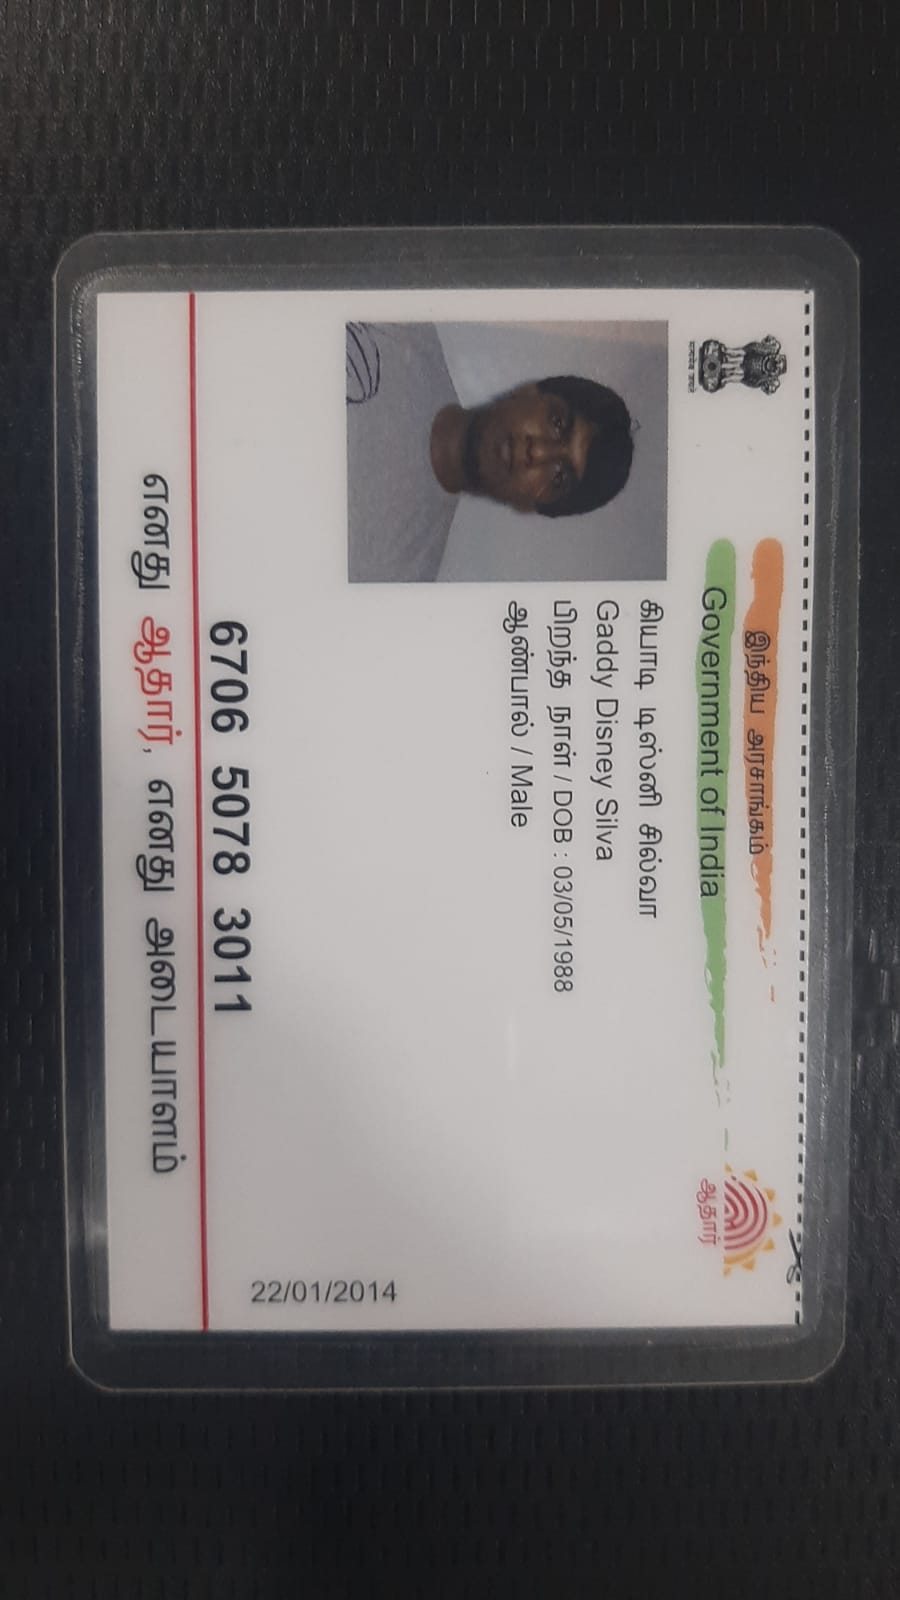 இந்திய அரசாங்கம்
Government of India
ஆதார்
கியாடி டிஸ்னி சில்வா
Gaddy Disney Silva
பிறந்த நாள் / DOB : 03/05/1988
ஆண்பால் / Male
22/01/2014
6706 5078 3011
எனது ஆதார், எனது அடையாளம்